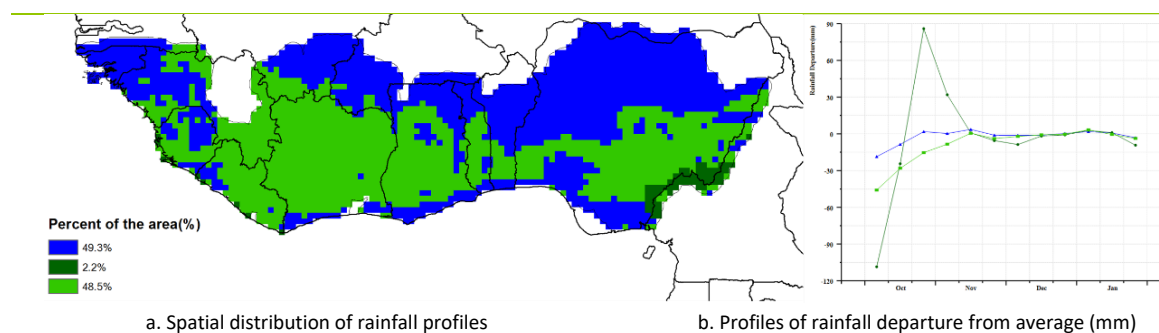 Percent of the area(%)
49.3%
2.2%
48.5%
a. Spatial distribution of rainfall profiles
Rainfall Departure(mm)
90
60
30
0
-30
-60
-90
-120
Oct
Nov
Dec
Jan
b. Profiles of rainfall departure from average (mm)